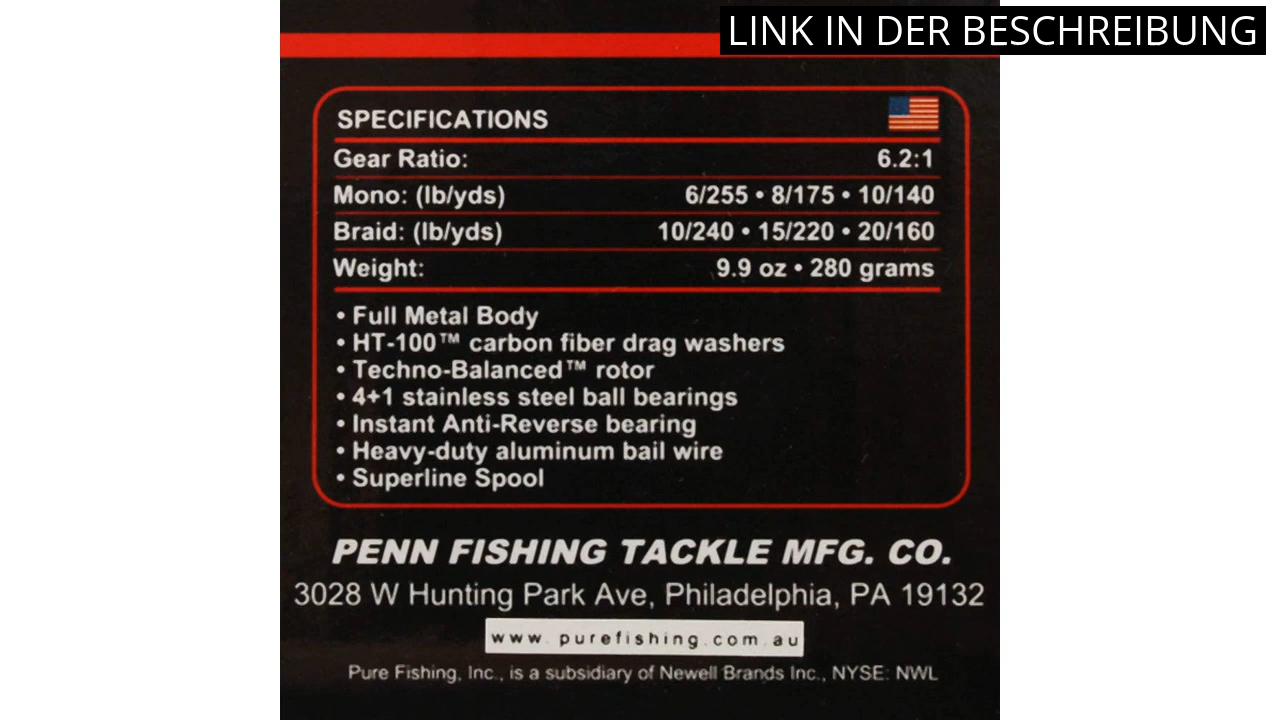 LINK IN DER BESCHREIBUNG
SPECIFICATIONS
Gear Ratio: 6.2:1
Mono: (lb/yds) 6/255 • 8/175 • 10/140
Braid: (lb/yds) 10/240 • 15/220 • 20/160
Weight: 9.9 oz • 280 grams
• Full Metal Body
• HT-100™ carbon fiber drag washers
• Techno-Balanced™ rotor
• 4+1 stainless steel ball bearings
• Instant Anti-Reverse bearing
• Heavy-duty aluminum bail wire
• Superline Spool
PENN FISHING TACKLE MFG. CO.
3028 W Hunting Park Ave, Philadelphia, PA 19132
www.purefishing.com.au
Pure Fishing, Inc., is a subsidiary of Newell Brands Inc., NYSE: NWL